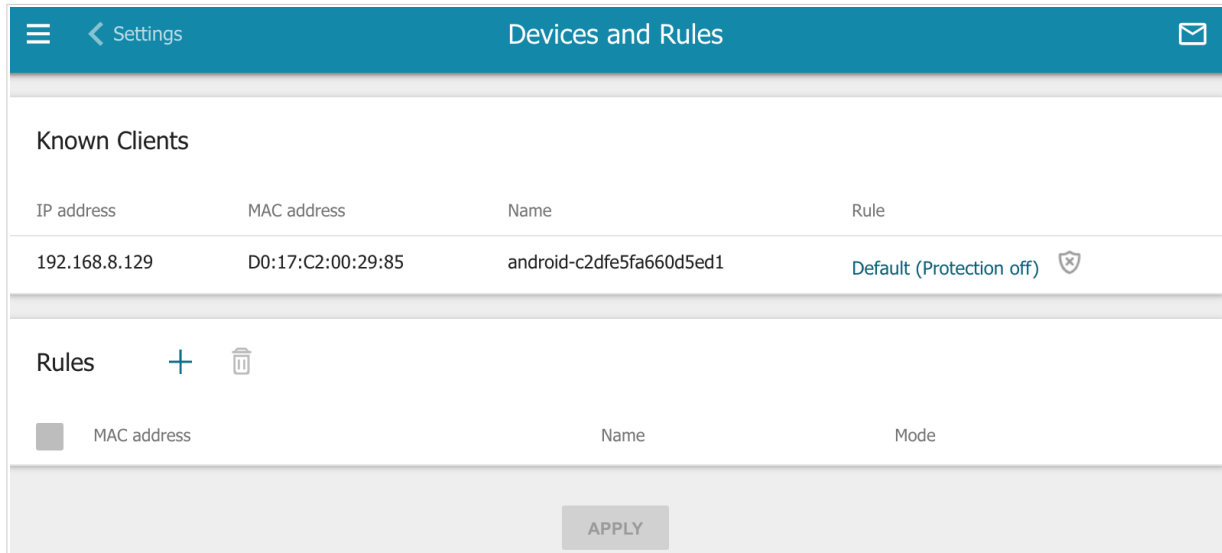 Settings Devices and Rules
Known Clients
IP address MAC address Name Rule
192.168.8.129 D0:17:C2:00:29:85 android-c2dfe5fa660d5ed1 Default (Protection off)
Rules
MAC address Name Mode
APPLY